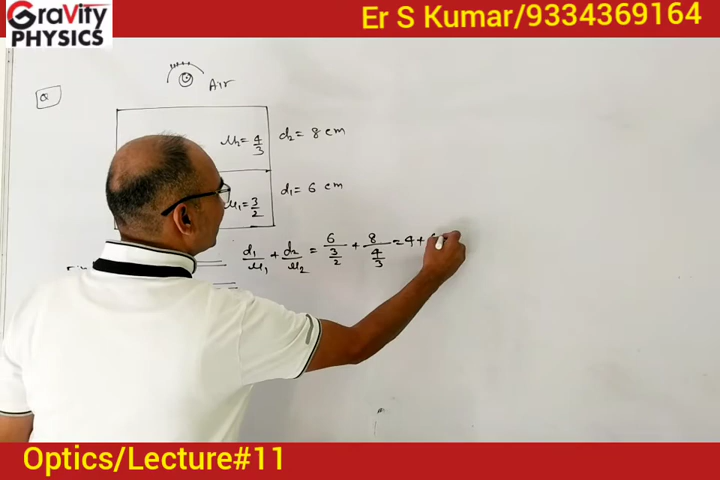 GRaVity
PHYSICS
Er S Kumar/9334369164
Q
Air
μ₂ = 4/3 d₂ = 8 cm
μ₁ = 3/2 d₁ = 6 cm
d₁/μ₁ + d₂/μ₂ = 6/(3/2) + 8/(4/3) = 4 +
Optics/Lecture#11